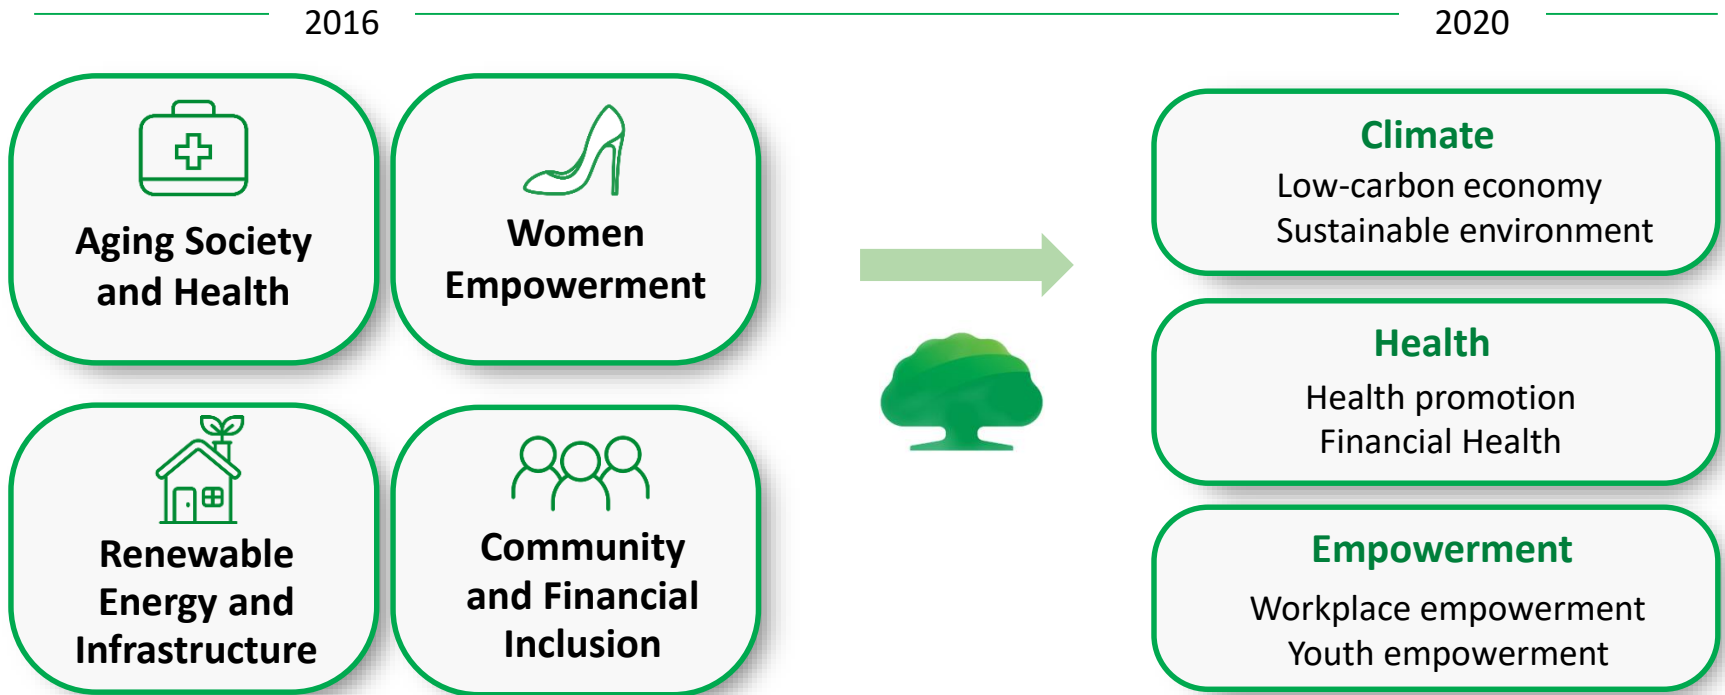 2016
2020
Aging Society
and Health
Women
Empowerment
Renewable
Energy and
Infrastructure
Community
and Financial
Inclusion
Climate
Low-carbon economy
Sustainable environment
Health
Health promotion
Financial Health
Empowerment
Workplace empowerment
Youth empowerment